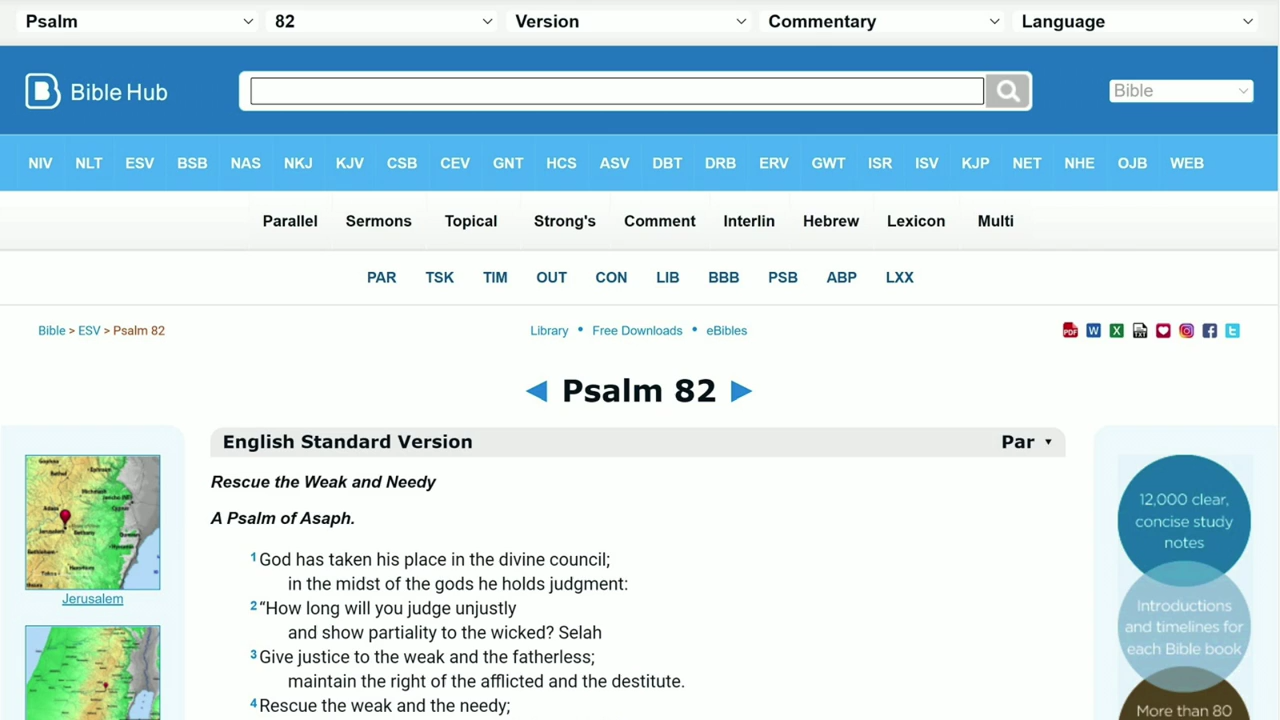 Psalm 82 Version Commentary Language
Bible Hub Bible
NIV NLT ESV BSB NAS NKJ KJV CSB CEV GNT HCS ASV DBT DRB ERV GWT ISR ISV KJP NET NHE OJB WEB
Parallel Sermons Topical Strong's Comment Interlin Hebrew Lexicon Multi
PAR TSK TIM OUT CON LIB BBB PSB ABP LXX
Bible > ESV > Psalm 82 Library • Free Downloads • eBibles
◄ Psalm 82 ►
English Standard Version Par ▼
Rescue the Weak and Needy
A Psalm of Asaph.
1 God has taken his place in the divine council;
in the midst of the gods he holds judgment:
2 “How long will you judge unjustly
and show partiality to the wicked? Selah
3 Give justice to the weak and the fatherless;
maintain the right of the afflicted and the destitute.
4 Rescue the weak and the needy;
Jerusalem
12,000 clear,
concise study
notes
Introductions
and timelines for
each Bible book
More than 80